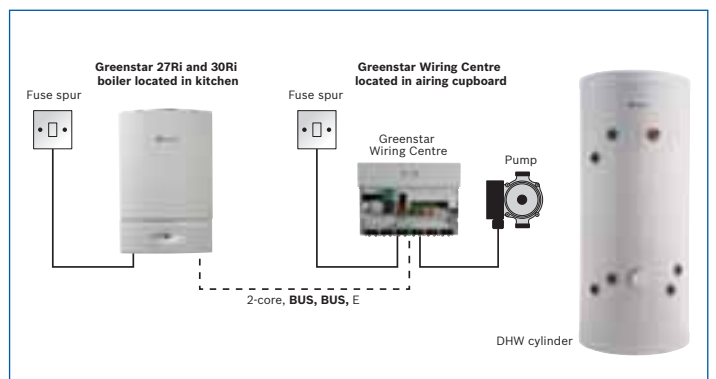 Greenstar 27Ri and 30Ri
boiler located in kitchen
Fuse spur
Greenstar Wiring Centre
located in airing cupboard
Fuse spur
Greenstar
Wiring Centre
Pump
2-core, BUS, BUS, E
DHW cylinder